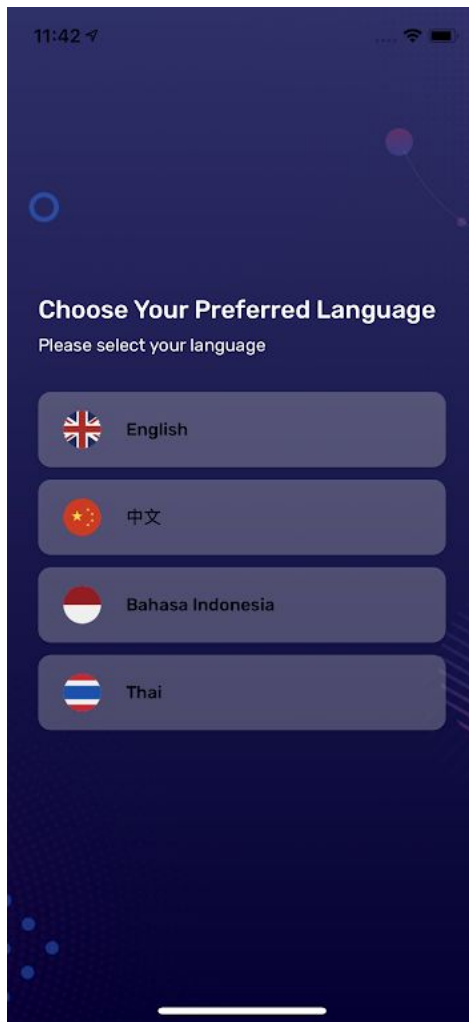 11:42
Choose Your Preferred Language
Please select your language
English
中文
Bahasa Indonesia
Thai